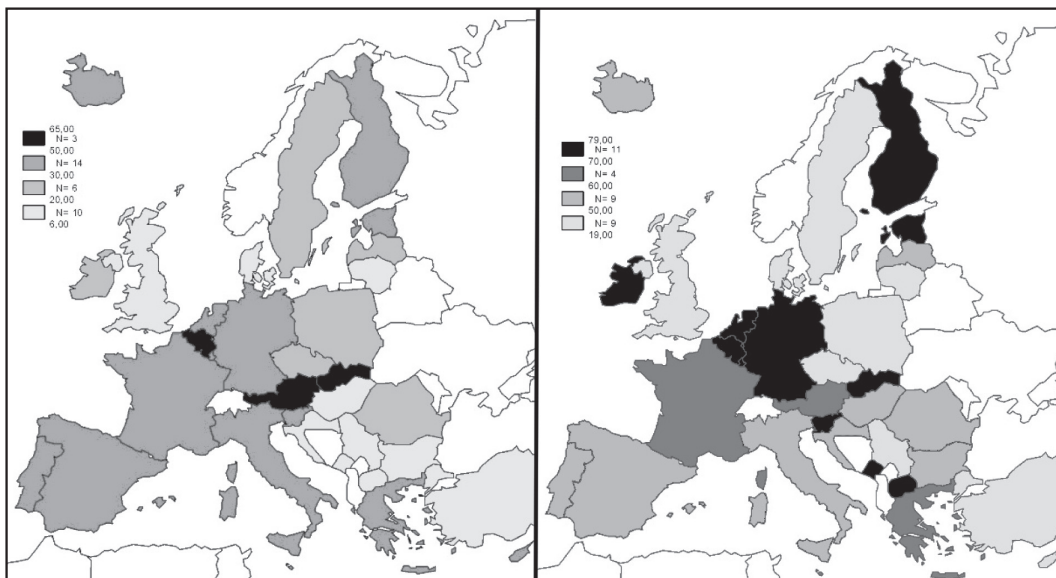 65,00
N= 3
50,00
N= 14
30,00
N= 6
20,00
N= 10
6,00
79,00
N= 11
70,00
N= 4
60,00
N= 9
50,00
N= 9
19,00